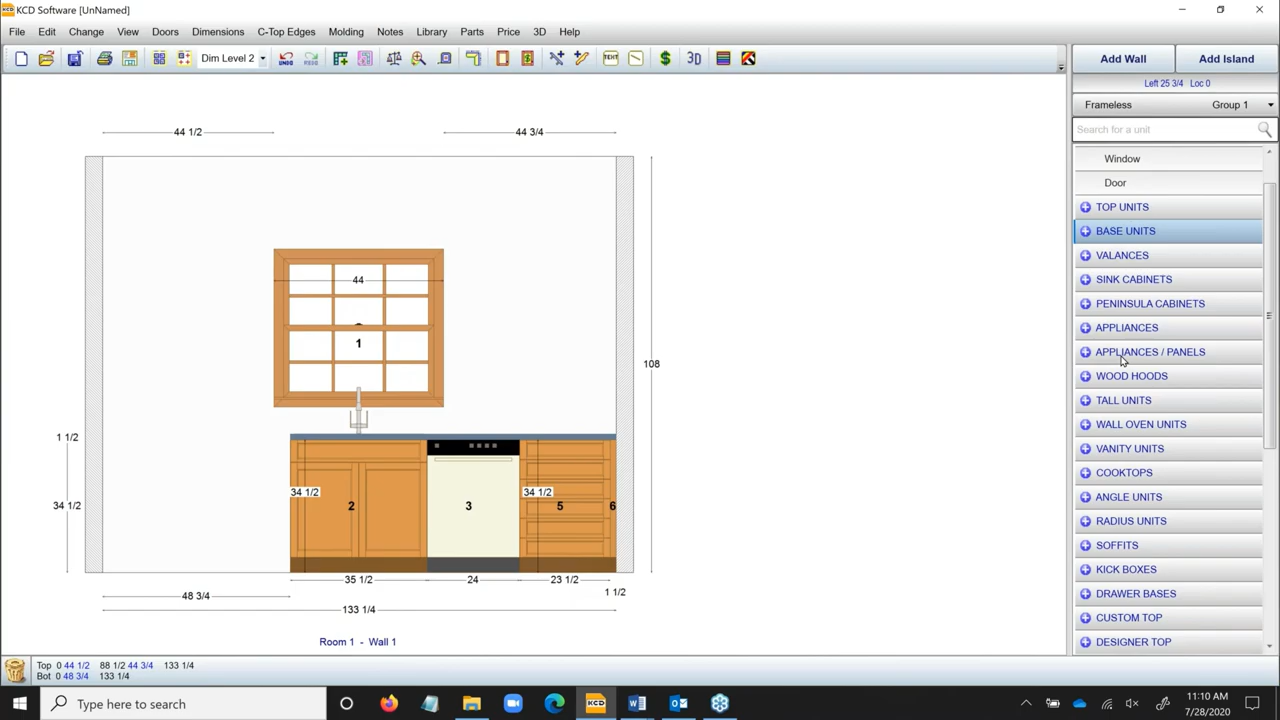 KCD Software [UnNamed]
File Edit Change View Doors Dimensions C-Top Edges Molding Notes Library Parts Price 3D Help
Dim Level 2 UNDO REDO TEXT $ 3D
Add Wall Add Island
Left 25 3/4 Loc 0
Frameless Group 1
Search for a unit
Window
Door
TOP UNITS
BASE UNITS
VALANCES
SINK CABINETS
PENINSULA CABINETS
APPLIANCES
APPLIANCES / PANELS
WOOD HOODS
TALL UNITS
WALL OVEN UNITS
VANITY UNITS
COOKTOPS
ANGLE UNITS
RADIUS UNITS
SOFFITS
KICK BOXES
DRAWER BASES
CUSTOM TOP
DESIGNER TOP
44 1/2 44 3/4
44
1
108
1 1/2
34 1/2 34 1/2 2 3 34 1/2 5 6
35 1/2 24 23 1/2
1 1/2
48 3/4
133 1/4
Room 1 - Wall 1
Top 0 44 1/2 88 1/2 44 3/4 133 1/4
Bot 0 48 3/4 133 1/4
Type here to search
KCD
11:10 AM
7/28/2020